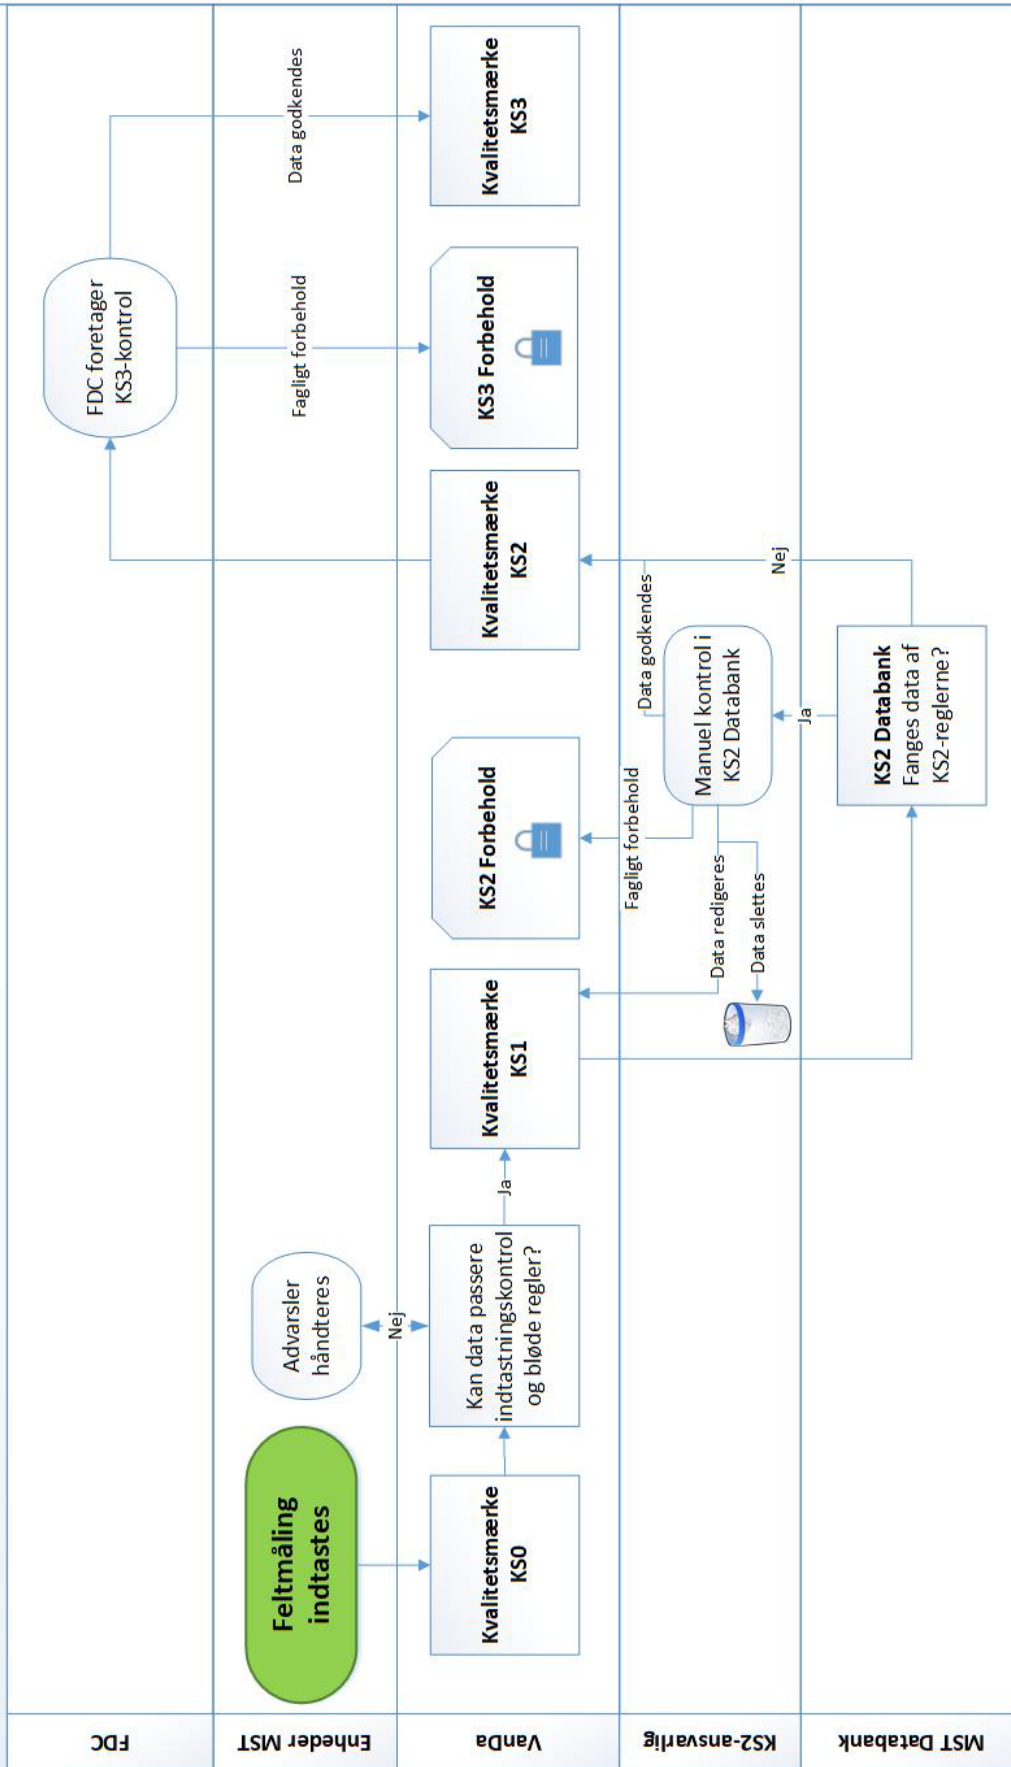 FDC
FDC foretager
KS3-kontrol
Data godkendes
Fagligt forbehold
Enheder MST
Feltmåling
indtastes
Advarsler
håndteres
Nej
VanDa
Kvalitetsmærke
KS0
Kan data passere
indtastningskontrol
og bløde regler?
Ja
Kvalitetsmærke
KS1
KS2 Forbehold
Kvalitetsmærke
KS2
KS3 Forbehold
Kvalitetsmærke
KS3
KS2-ansvarlig
Fagligt forbehold
Data redigeres
Data slettes
Manuel kontrol i
KS2 Databank
Data godkendes
Nej
Ja
MST Databank
KS2 Databank
Fanges data af
KS2-reglerne?